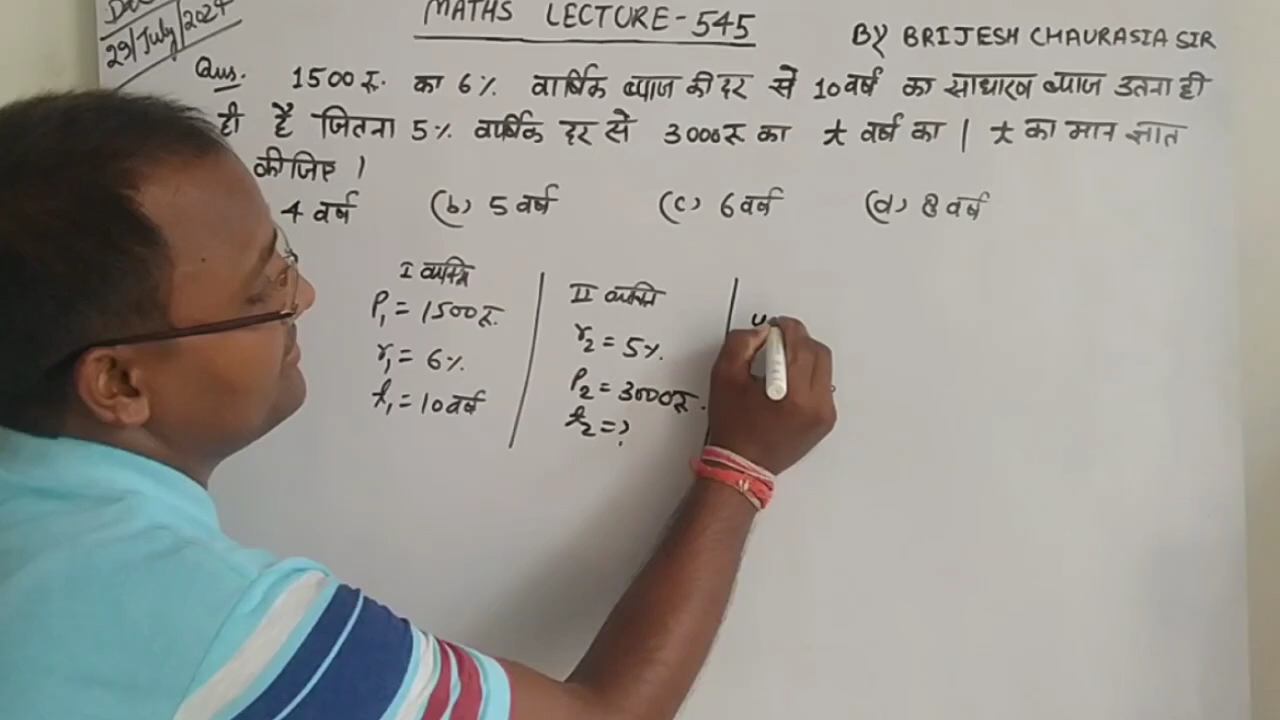 29/July/2024
MATHS LECTURE-545
BY BRIJESH CHAURASIA SIR
Qus. 1500 रु. का 6% वार्षिक ब्याज की दर से 10 वर्ष का साधारण ब्याज उतना ही
ही है जितना 5% वार्षिक दर से 3000 रु का t वर्ष का | t का मान ज्ञात
कीजिए |
4 वर्ष (b) 5 वर्ष (c) 6 वर्ष (d) 8 वर्ष
I व्यक्ति
P₁ = 1500 रु.
r₁ = 6%
t₁ = 10 वर्ष
II व्यक्ति
r₂ = 5%
P₂ = 3000 रु.
t₂ = ?